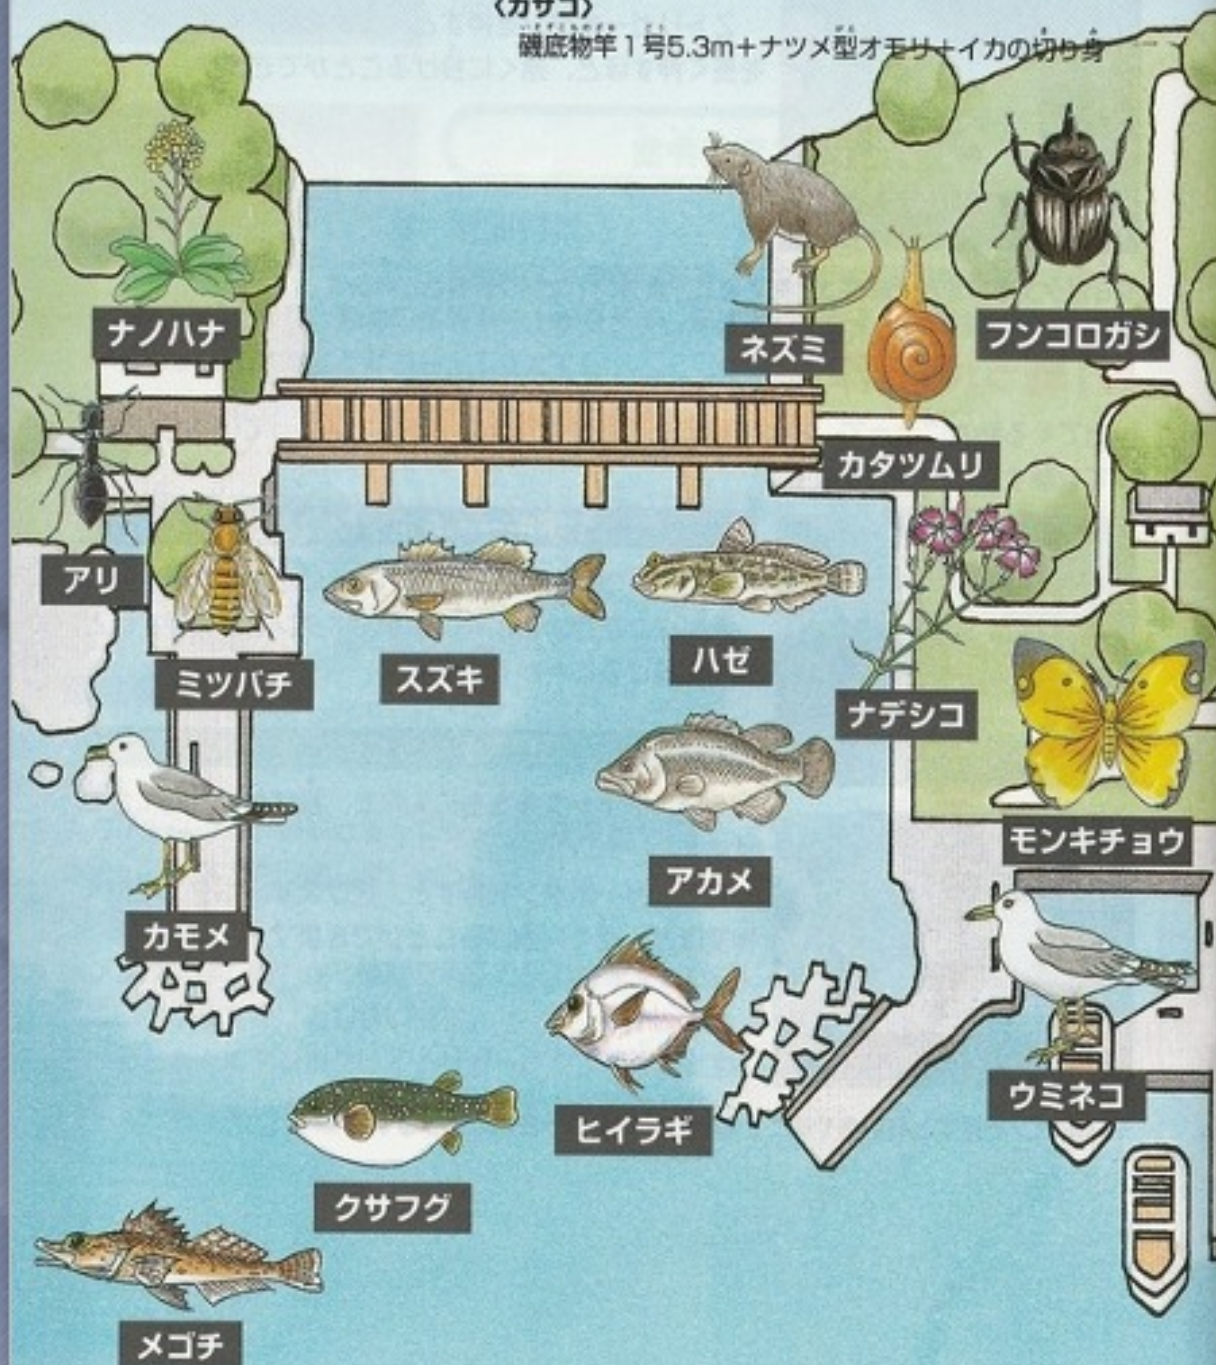 〈カサゴ〉
磯底物竿1号5.3m+ナツメ型オモリ+イカの切り身
ナノハナ
ネズミ
フンコロガシ
カタツムリ
アリ
ミツバチ
スズキ
ハゼ
ナデシコ
モンキチョウ
カモメ
アカメ
ウミネコ
ヒイラギ
クサフグ
メゴチ